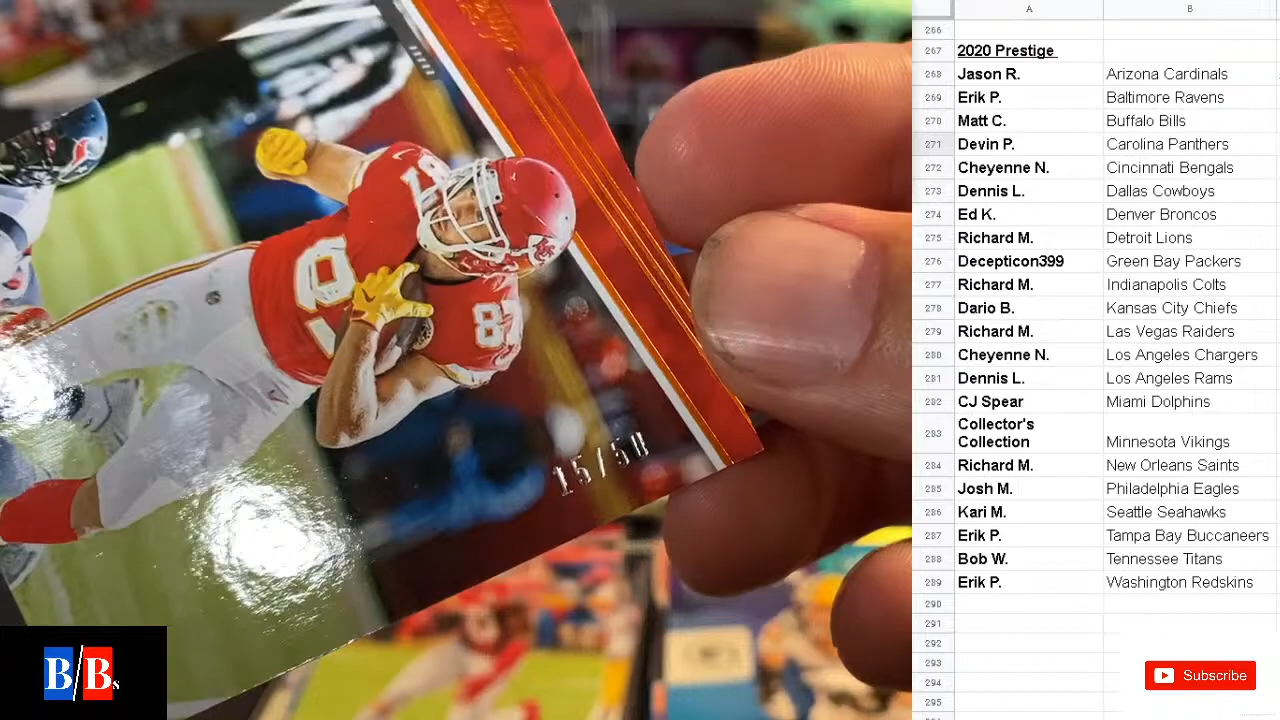 87
87
15/50
B/Bs
A B
266
267 2020 Prestige
268 Jason R. Arizona Cardinals
269 Erik P. Baltimore Ravens
270 Matt C. Buffalo Bills
271 Devin P. Carolina Panthers
272 Cheyenne N. Cincinnati Bengals
273 Dennis L. Dallas Cowboys
274 Ed K. Denver Broncos
275 Richard M. Detroit Lions
276 Decepticon399 Green Bay Packers
277 Richard M. Indianapolis Colts
278 Dario B. Kansas City Chiefs
279 Richard M. Las Vegas Raiders
280 Cheyenne N. Los Angeles Chargers
281 Dennis L. Los Angeles Rams
282 CJ Spear Miami Dolphins
Collector's
283 Collection Minnesota Vikings
284 Richard M. New Orleans Saints
285 Josh M. Philadelphia Eagles
286 Kari M. Seattle Seahawks
287 Erik P. Tampa Bay Buccaneers
288 Bob W. Tennessee Titans
289 Erik P. Washington Redskins
290
291
292
293
294
295
Subscribe